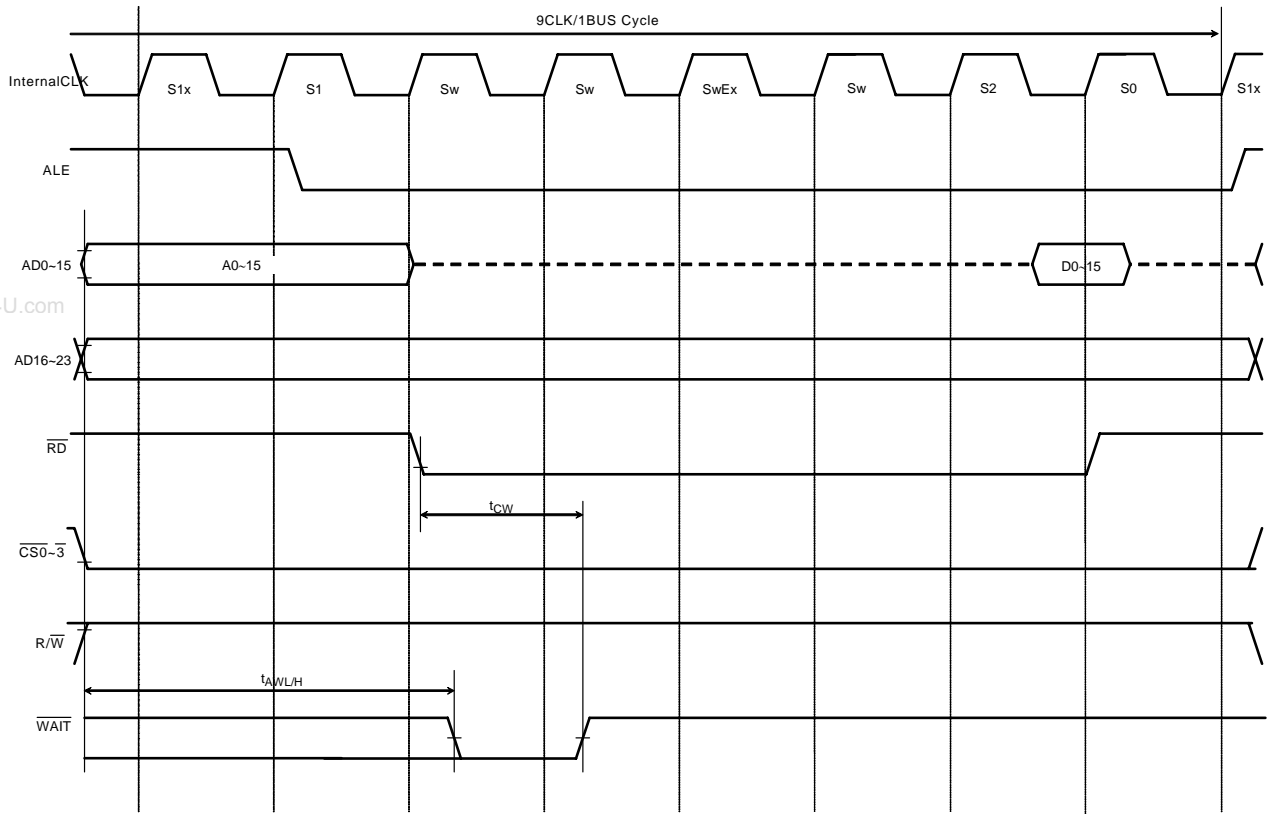 9CLK/1BUS Cycle
InternalCLK
S1x S1 Sw Sw SwEx Sw S2 S0 S1x
ALE
AD0~15 A0~15 D0~15
4U.com
AD16~23
RD
tCW
CS0~3
R/W
tAWL/H
WAIT